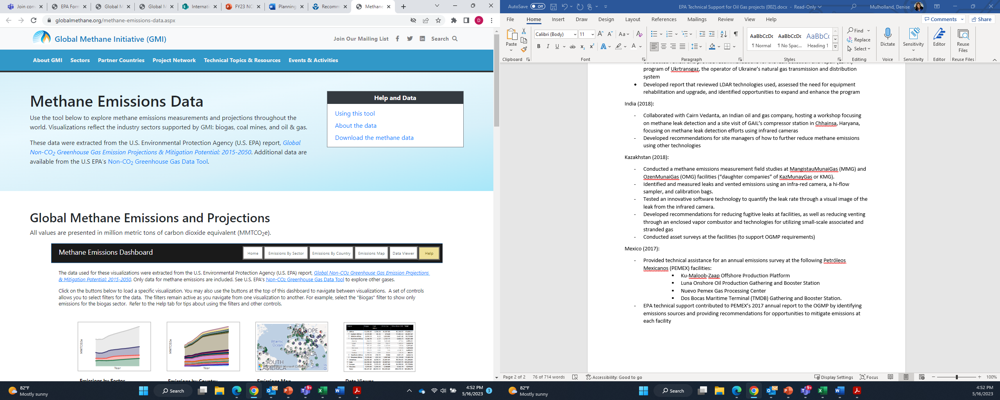 Join con
EPA Forn
Global M
Global M
Internati
FY23 NC
Planning
Recomm
Methane
globalmethane.org/methane-emissions-data.aspx
D
Global Methane Initiative (GMI)
Join Our Mailing List
Search
About GMI Sectors Partner Countries Project Network Technical Topics & Resources Events & Activities
Methane Emissions Data
Use the tool below to explore methane emissions measurements and projections throughout the
world. Visualizations reflect the industry sectors supported by GMI: biogas, coal mines, and oil & gas.
These data were extracted from the U.S. Environmental Protection Agency (U.S. EPA) report, Global
Non-CO2 Greenhouse Gas Emission Projections & Mitigation Potential: 2015-2050. Additional data are
available from the U.S EPA's Non-CO2 Greenhouse Gas Data Tool.
Help and Data
Using this tool
About the data
Download the methane data
Global Methane Emissions and Projections
All values are presented in million metric tons of carbon dioxide equivalent (MMTCO2e).
Methane Emissions Dashboard
Home Emissions By Sector Emissions By Country Emissions Map Data Viewer Help
The data used for these visualizations were extracted from the U.S. Environmental Protection Agency (U.S. EPA) report, Global Non-CO2 Greenhouse Gas Emission Projections
& Mitigation Potential: 2015-2050. Only data for methane emissions are included. See U.S. EPA's Non-CO2 Greenhouse Gas Data Tool to explore other gases.
Click on the buttons below to load a specific visualization. You may also use the buttons at the top of this dashboard to navigate between visualizations. A set of controls
allows you to select filters for the data. The filters remain active as you navigate from one visualization to another. For example, select the "Biogas" filter to show only
emissions for the biogas sector. Refer to the Help tab for tips about using the filters and other controls.
MMTCO2e
Year
MMTCO2e
Year
Atlantic
Ocean
AFRICA
SOUTH
AMERICA
Emissions by Sector
Emissions by Country
Emissions Map
Data Viewer
82°F
Mostly sunny
Search
9+
4:52 PM
5/16/2023
3
AutoSave Off
EPA Technical Support for Oil Gas projects (002).docx - Read-Only
Mulholland, Denise
File Home Insert Draw Design Layout References Mailings Review View Help
Comments
Share
Paste
Clipboard
Calibri (Body) 11
Font
Paragraph
AaBbCcDc AaBbCcDc AaBbC
¶ Normal ¶ No Spac... Heading 1
Styles
Find
Replace
Select
Editing
Dictate
Voice
Sensitivity
Sensitivity
Editor
Editor
Reuse
Files
Reuse Files
program of Ukrtransgaz, the operator of Ukraine's natural gas transmission and distribution
system
• Developed report that reviewed LDAR technologies used, assessed the need for equipment
rehabilitation and upgrade, and identified opportunities to expand and enhance the program
India (2018):
- Collaborated with Cairn Vedanta, an Indian oil and gas company, hosting a workshop focusing
on methane leak detection and a site visit of GAIL's compressor station in Chhainsa, Haryana,
focusing on methane leak detection efforts using infrared cameras
- Developed recommendations for site managers of how to further reduce methane emissions
using other technologies
Kazakhstan (2018):
- Conducted a methane emissions measurement field studies at MangistauMunaiGas (MMG) and
OzenMunaiGas (OMG) facilities (“daughter companies” of KazMunayGas or KMG).
- Identified and measured leaks and vented emissions using an infra-red camera, a hi-flow
sampler, and calibration bags.
- Tested an innovative software technology to quantify the leak rate through a visual image of the
leak from the infrared camera.
- Developed recommendations for reducing fugitive leaks at facilities, as well as reducing venting
through an enclosed vapor combustor and technologies for utilizing small-scale associated and
stranded gas
- Conducted asset surveys at the facilities (to support OGMP requirements)
Mexico (2017):
- Provided technical assistance for an annual emissions survey at the following Petróleos
Mexicanos (PEMEX) facilities:
▪ Ku-Maloob-Zaap Offshore Production Platform
▪ Luna Onshore Oil Production Gathering and Booster Station
▪ Nuevo Pemex Gas Processing Center
▪ Dos Bocas Maritime Terminal (TMDB) Gathering and Booster Station.
- EPA technical support contributed to PEMEX's 2017 annual report to the OGMP by identifying
emissions sources and providing recommendations for opportunities to mitigate emissions at
each facility
Page 2 of 2 76 of 714 words Accessibility: Good to go
Display Settings Focus 100%
82°F
Mostly sunny
Search
9+
4:52 PM
5/16/2023